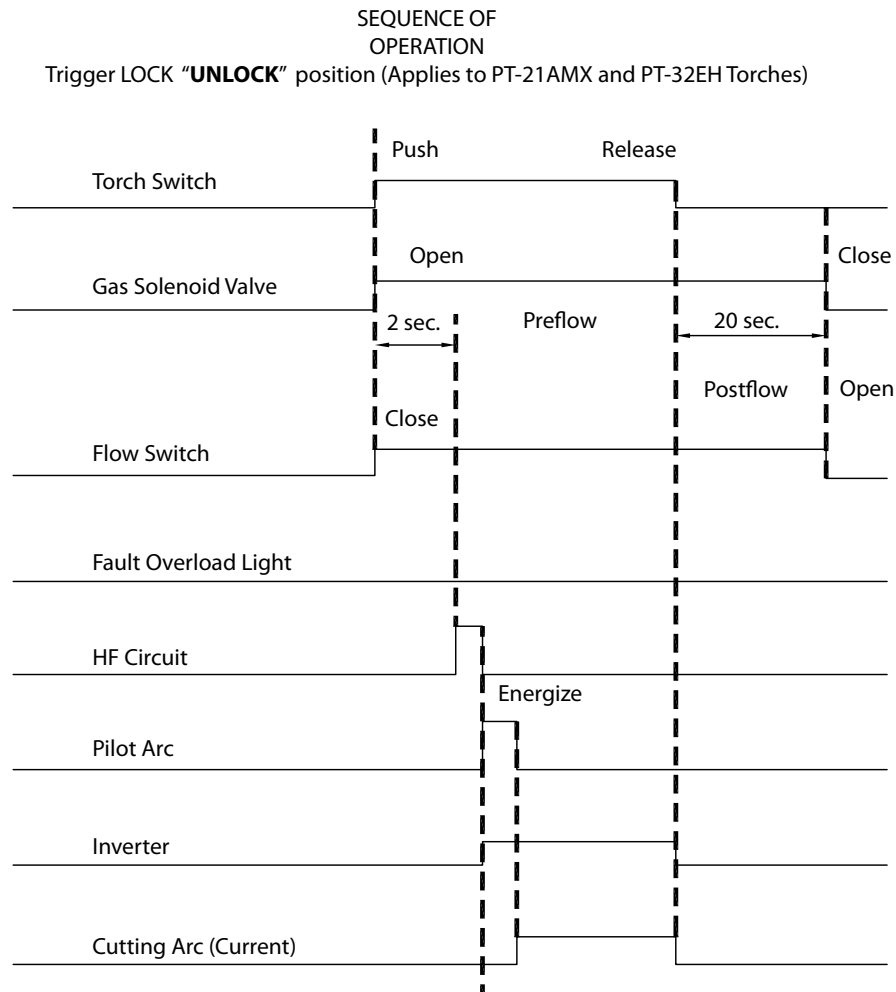 SEQUENCE OF
OPERATION
Trigger LOCK “UNLOCK” position (Applies to PT-21AMX and PT-32EH Torches)
Push
Release
Torch Switch
Open
Close
Gas Solenoid Valve
2 sec.
Preflow
20 sec.
Postflow
Open
Close
Flow Switch
Fault Overload Light
HF Circuit
Energize
Pilot Arc
Inverter
Cutting Arc (Current)